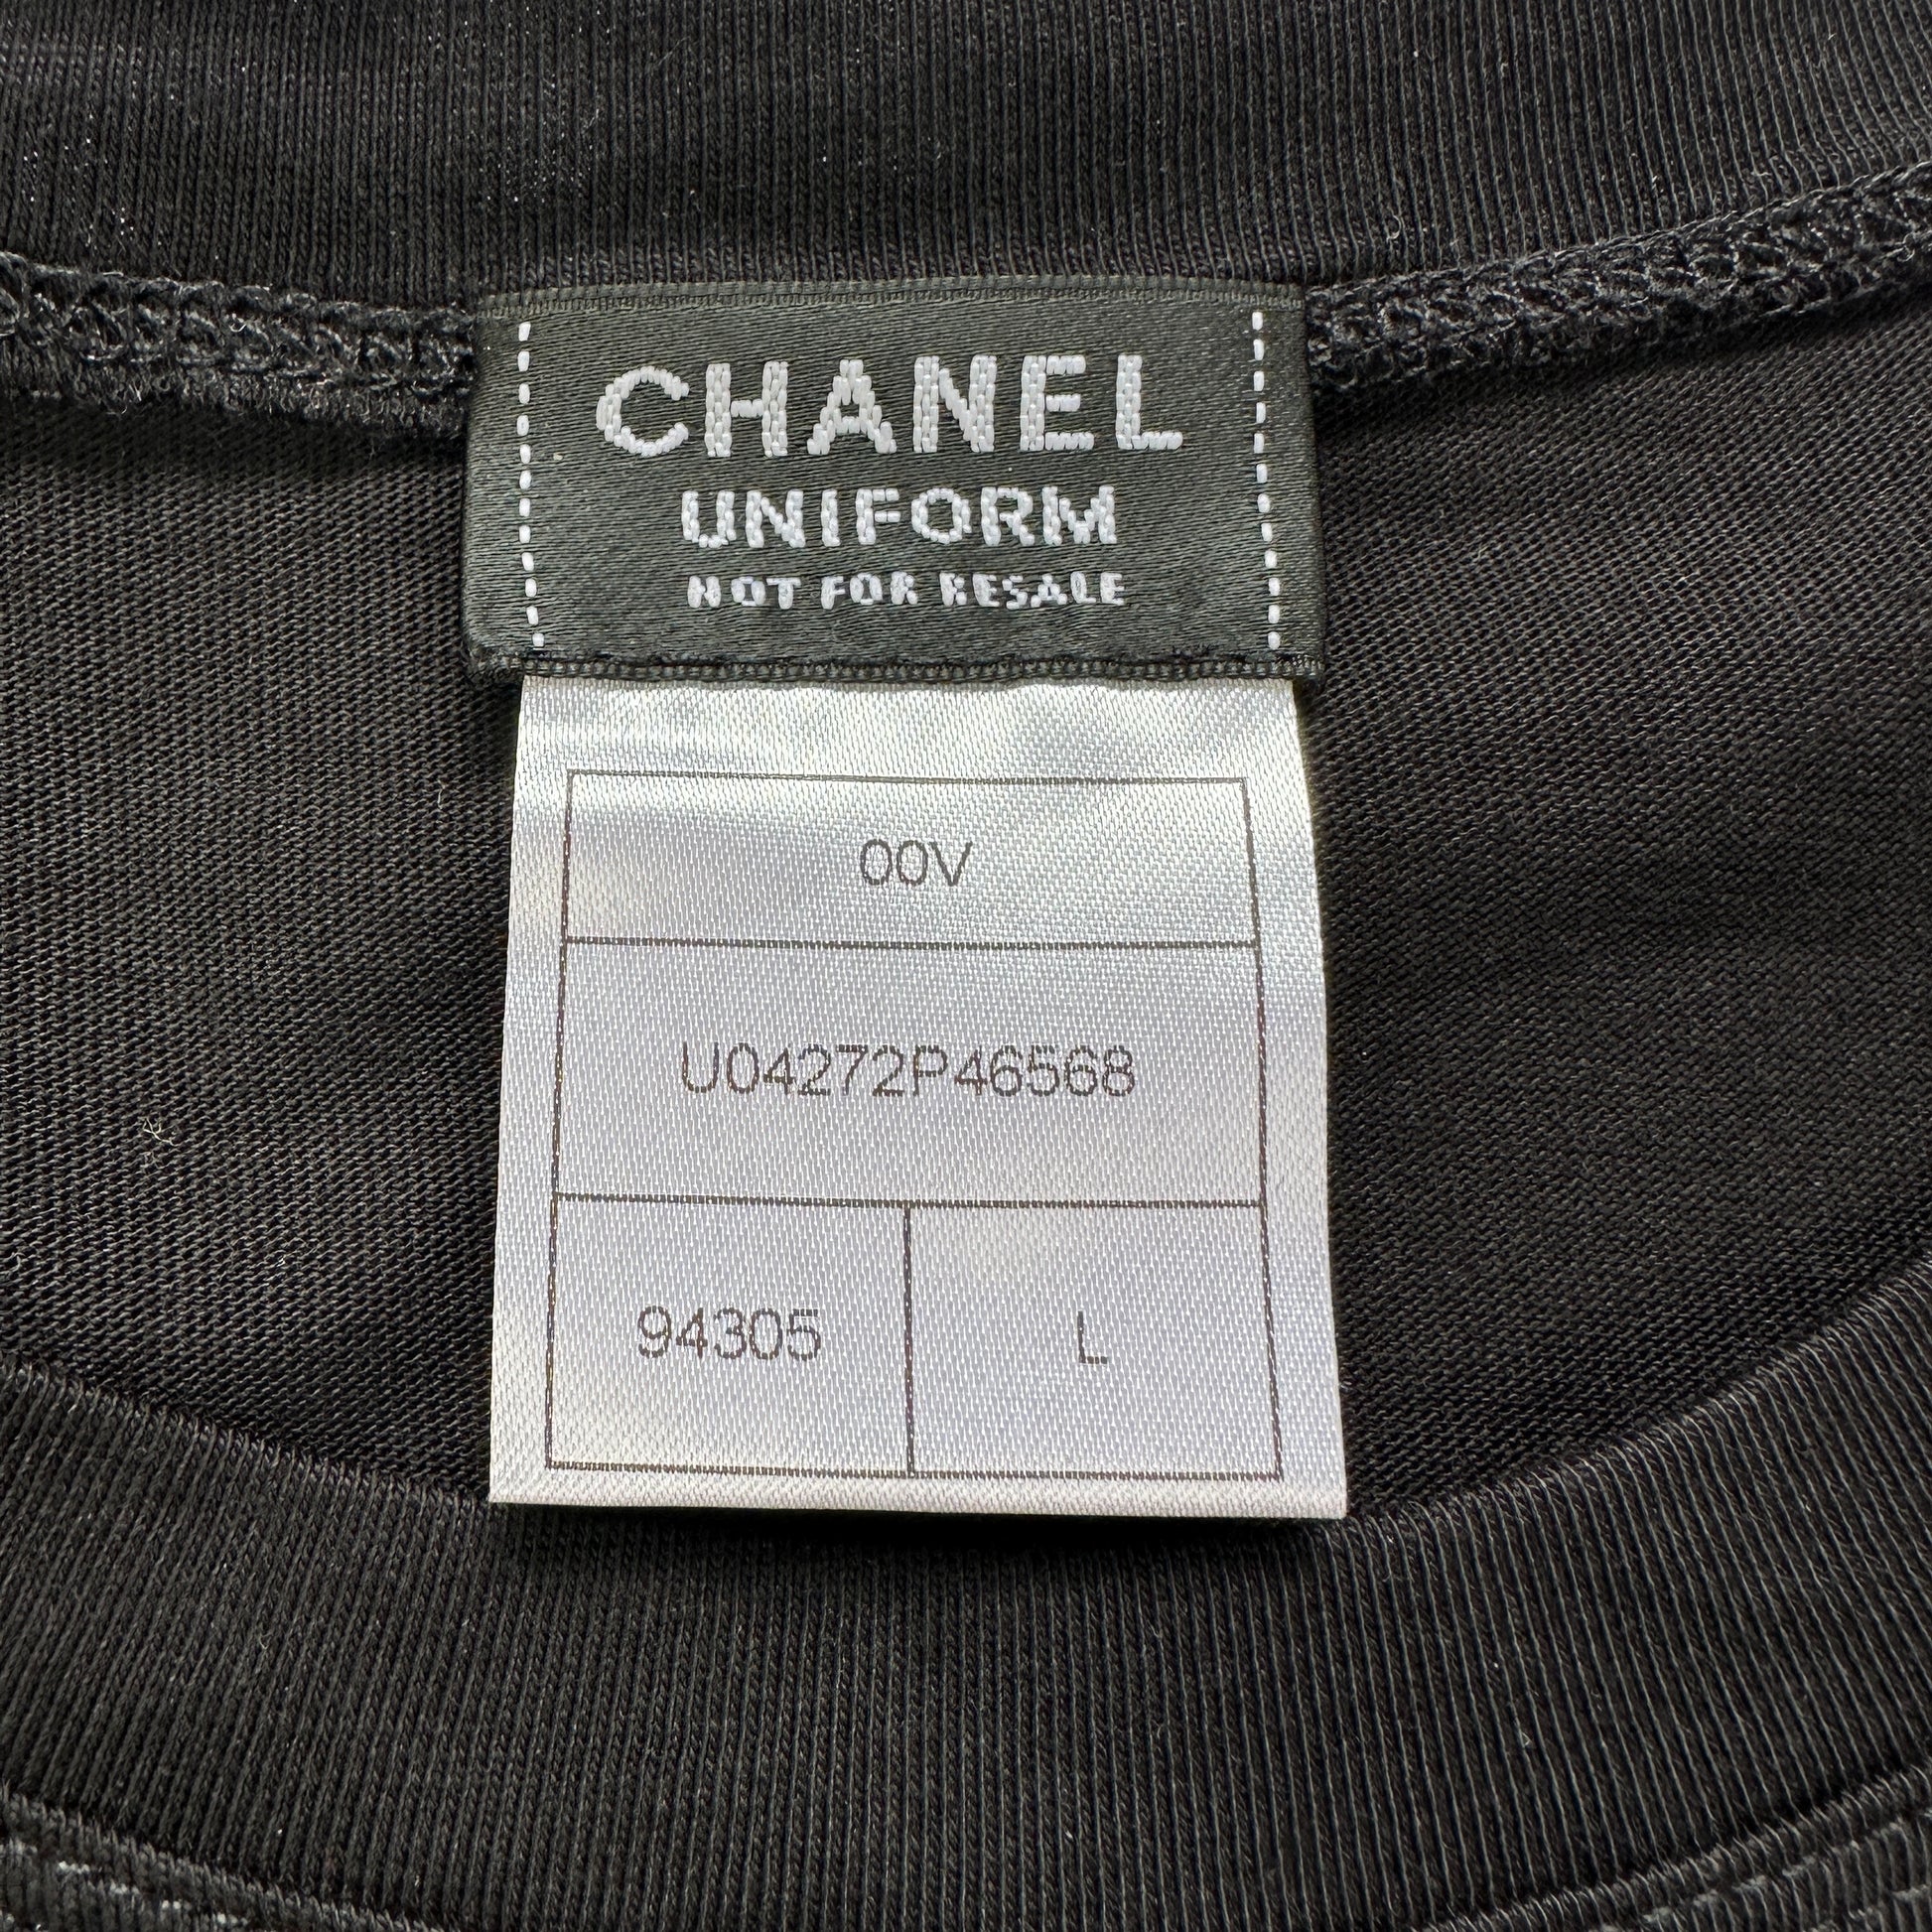 CHANEL
UNIFORM
NOT FOR RESALE
00V
U04272P46568
94305 L